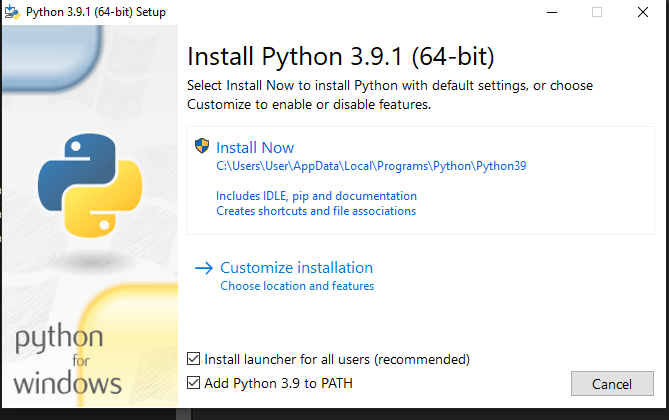 Python 3.9.1 (64-bit) Setup
Install Python 3.9.1 (64-bit)
Select Install Now to install Python with default settings, or choose
Customize to enable or disable features.
Install Now
C:\Users\User\AppData\Local\Programs\Python\Python39
Includes IDLE, pip and documentation
Creates shortcuts and file associations
Customize installation
Choose location and features
python
for
windows
Install launcher for all users (recommended)
Add Python 3.9 to PATH
Cancel